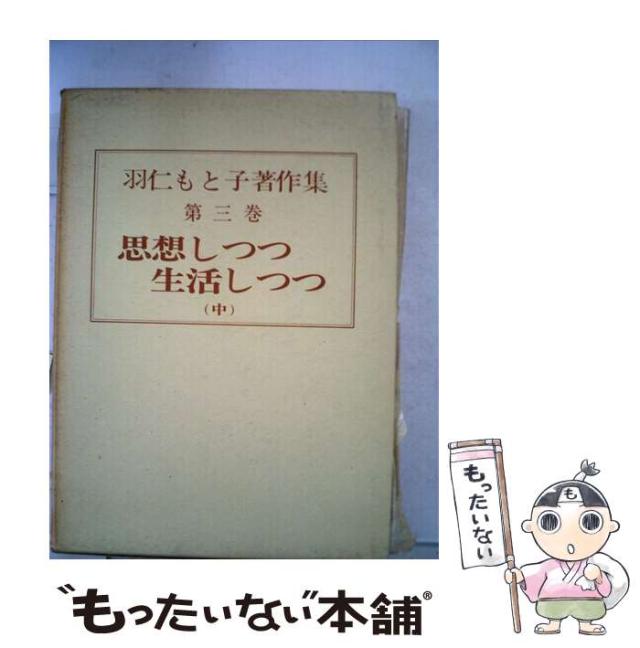 羽仁もと子著作集
第三巻
思想しつつ
生活しつつ
(中)
もったいない
も
"もったいない"本舗®